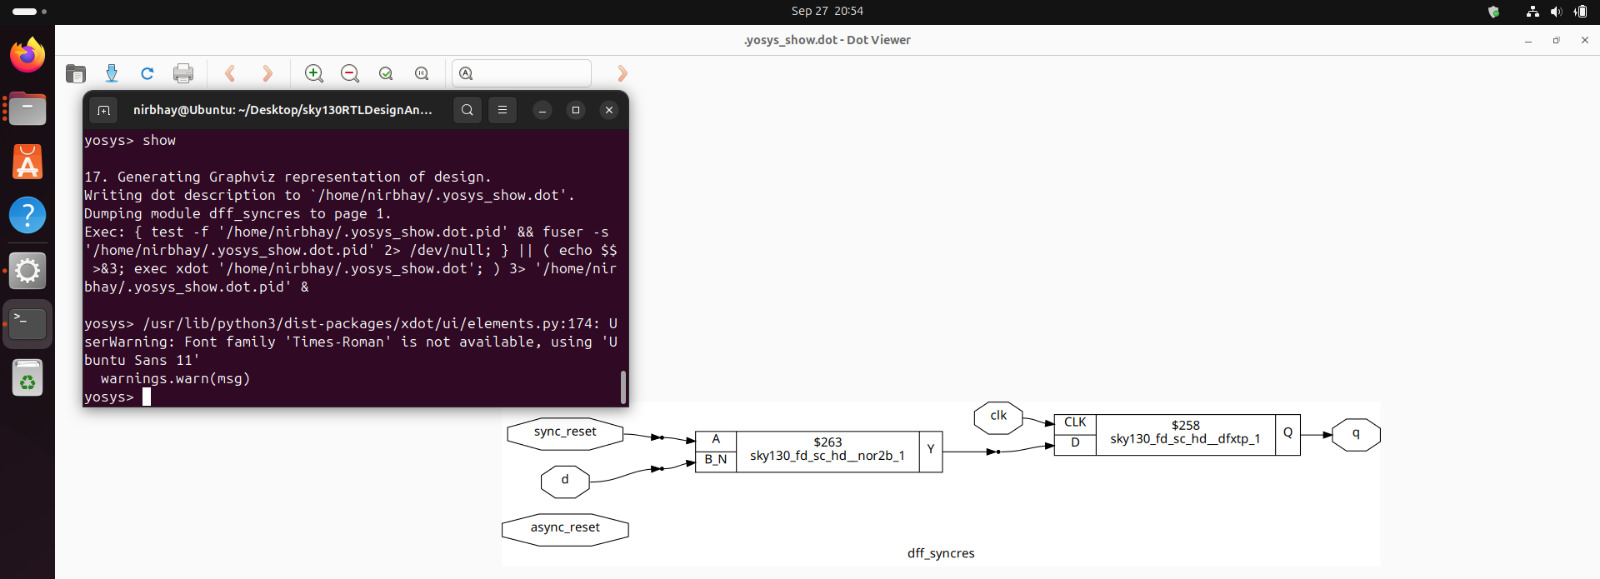 Sep 27 20:54
.yosys_show.dot - Dot Viewer
nirbhay@Ubuntu: ~/Desktop/sky130RTLDesignAn...
yosys> show
17. Generating Graphviz representation of design.
Writing dot description to `/home/nirbhay/.yosys_show.dot'.
Dumping module dff_syncres to page 1.
Exec: { test -f '/home/nirbhay/.yosys_show.dot.pid' && fuser -s
'/home/nirbhay/.yosys_show.dot.pid' 2> /dev/null; } || ( echo $$
>&3; exec xdot '/home/nirbhay/.yosys_show.dot'; ) 3> '/home/nir
bhay/.yosys_show.dot.pid' &
yosys> /usr/lib/python3/dist-packages/xdot/ui/elements.py:174: U
serWarning: Font family 'Times-Roman' is not available, using 'U
buntu Sans 11'
warnings.warn(msg)
yosys>
sync_reset
d
async_reset
A
B_N
$263
sky130_fd_sc_hd__nor2b_1
Y
clk
CLK
D
$258
sky130_fd_sc_hd__dfxtp_1
Q
q
dff_syncres